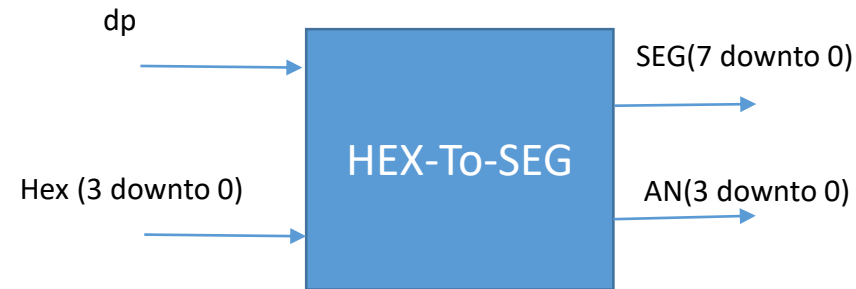 dp
SEG(7 downto 0)
HEX-To-SEG
Hex (3 downto 0)
AN(3 downto 0)